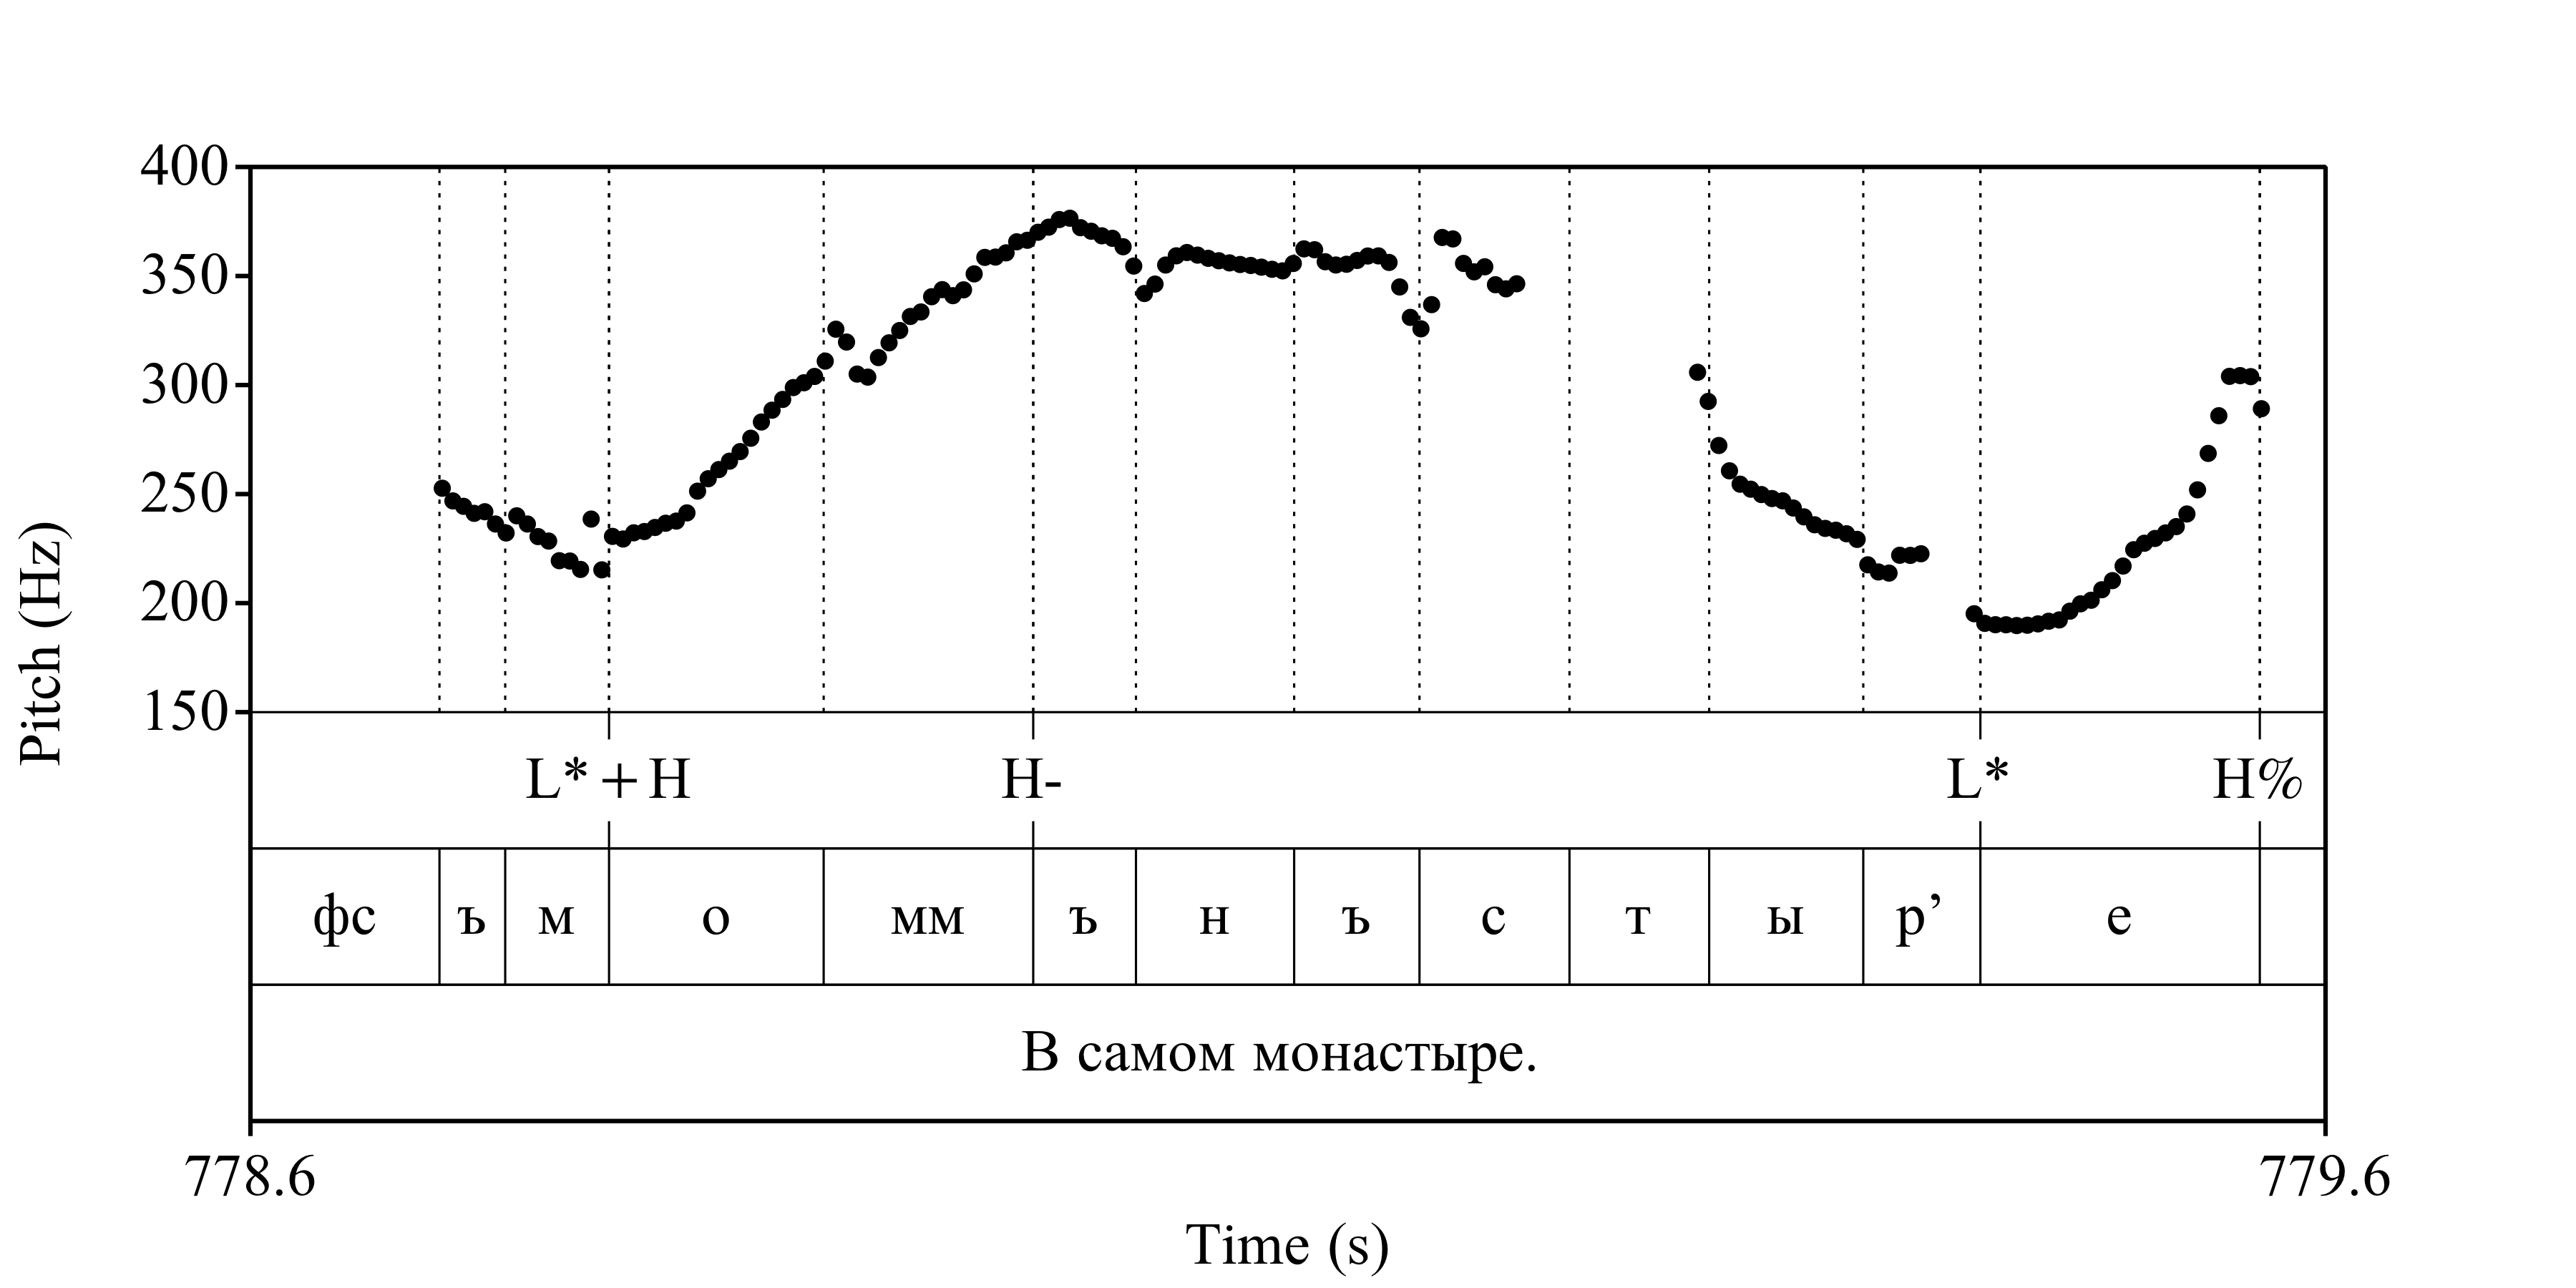 400
350
300
250
200
150
Pitch (Hz)
L*+H H- L* H%
фс ъ м о мм ъ н ъ с т ы р’ е
В самом монастыре.
778.6 779.6
Time (s)